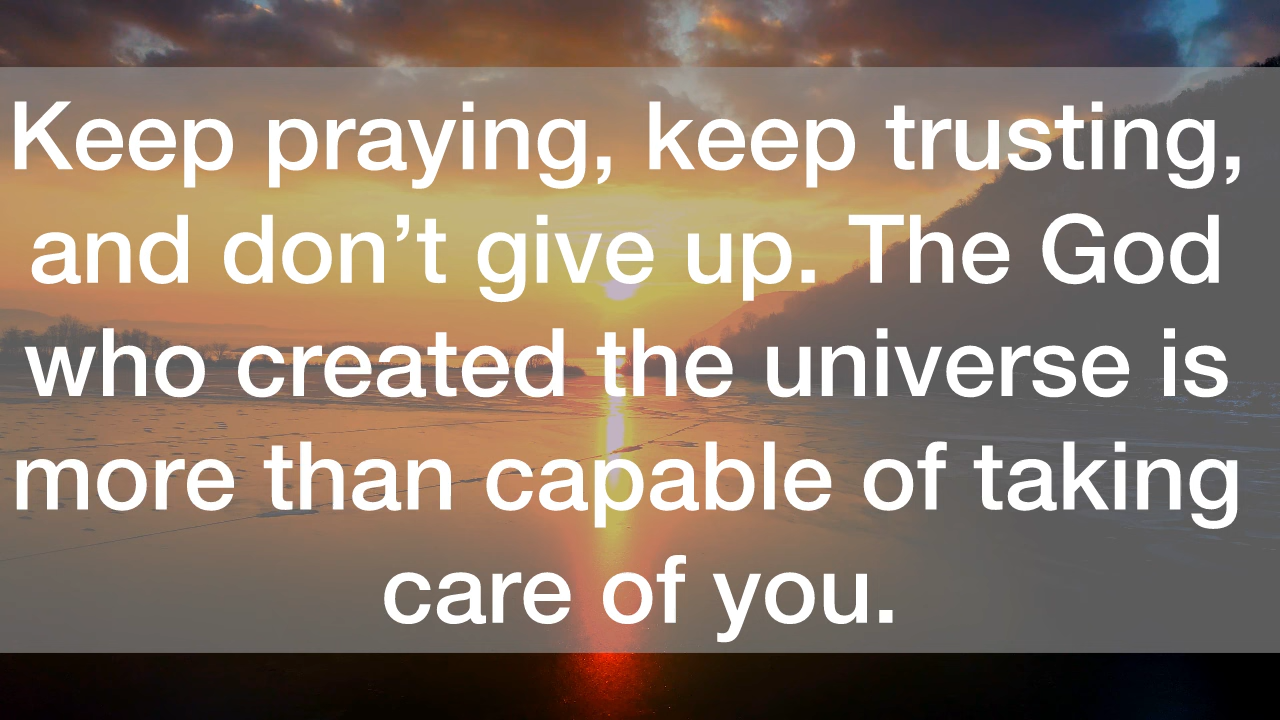 Keep praying, keep trusting,
and don’t give up. The God
who created the universe is
more than capable of taking
care of you.